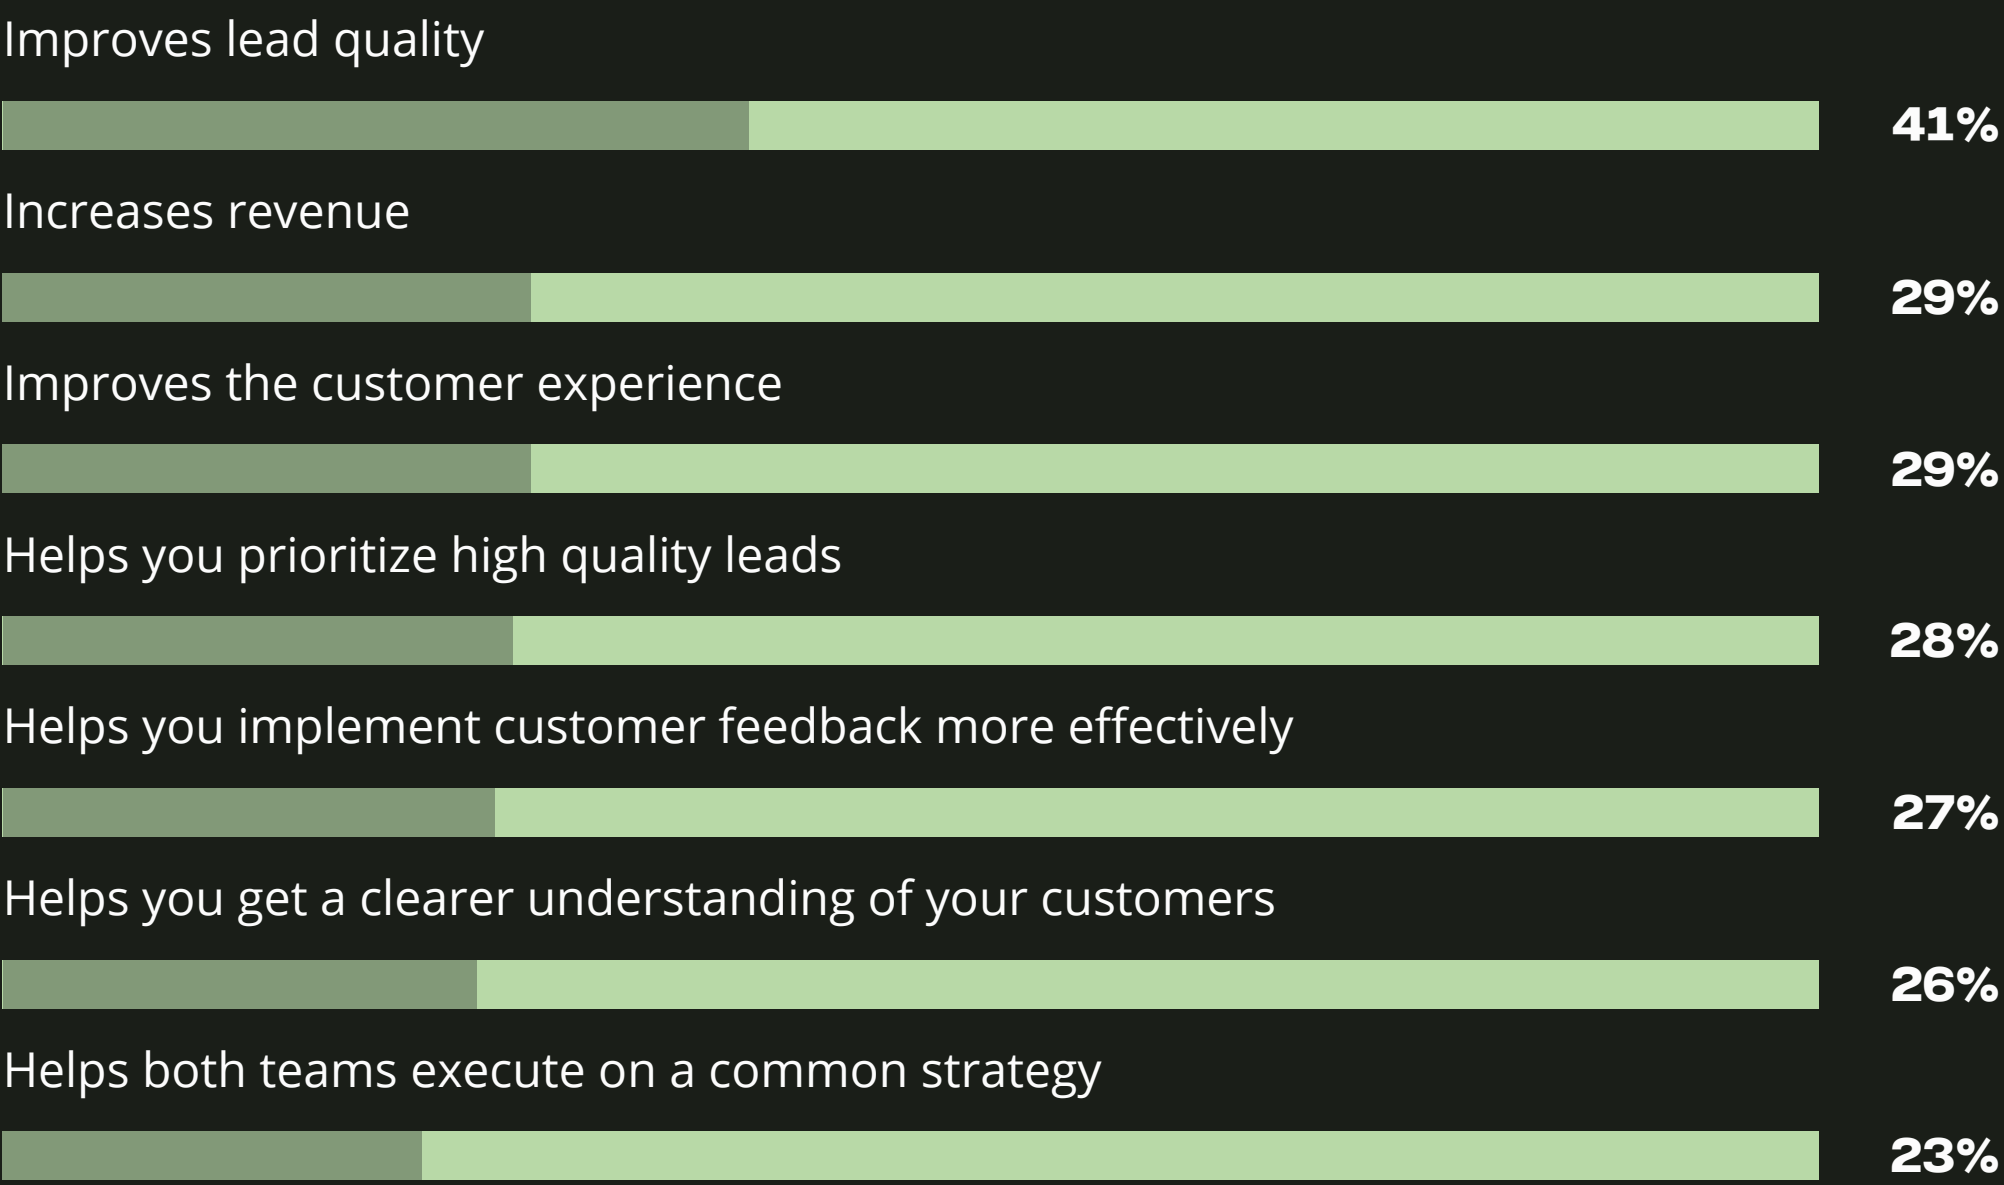 Improves lead quality
41%
Increases revenue
29%
Improves the customer experience
29%
Helps you prioritize high quality leads
28%
Helps you implement customer feedback more effectively
27%
Helps you get a clearer understanding of your customers
26%
Helps both teams execute on a common strategy
23%